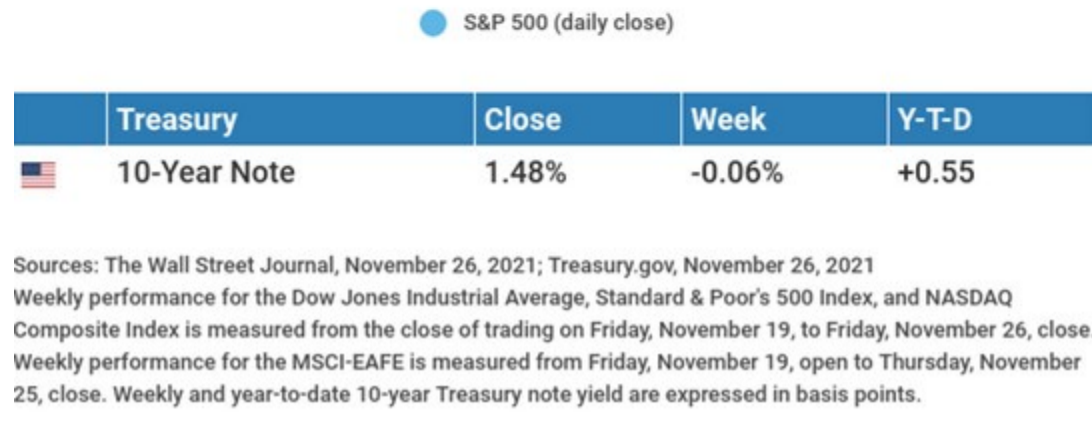 S&P 500 (daily close)
Treasury Close Week Y-T-D
10-Year Note 1.48% -0.06% +0.55
Sources: The Wall Street Journal, November 26, 2021; Treasury.gov, November 26, 2021
Weekly performance for the Dow Jones Industrial Average, Standard & Poor's 500 Index, and NASDAQ
Composite Index is measured from the close of trading on Friday, November 19, to Friday, November 26, close.
Weekly performance for the MSCI-EAFE is measured from Friday, November 19, open to Thursday, November
25, close. Weekly and year-to-date 10-year Treasury note yield are expressed in basis points.